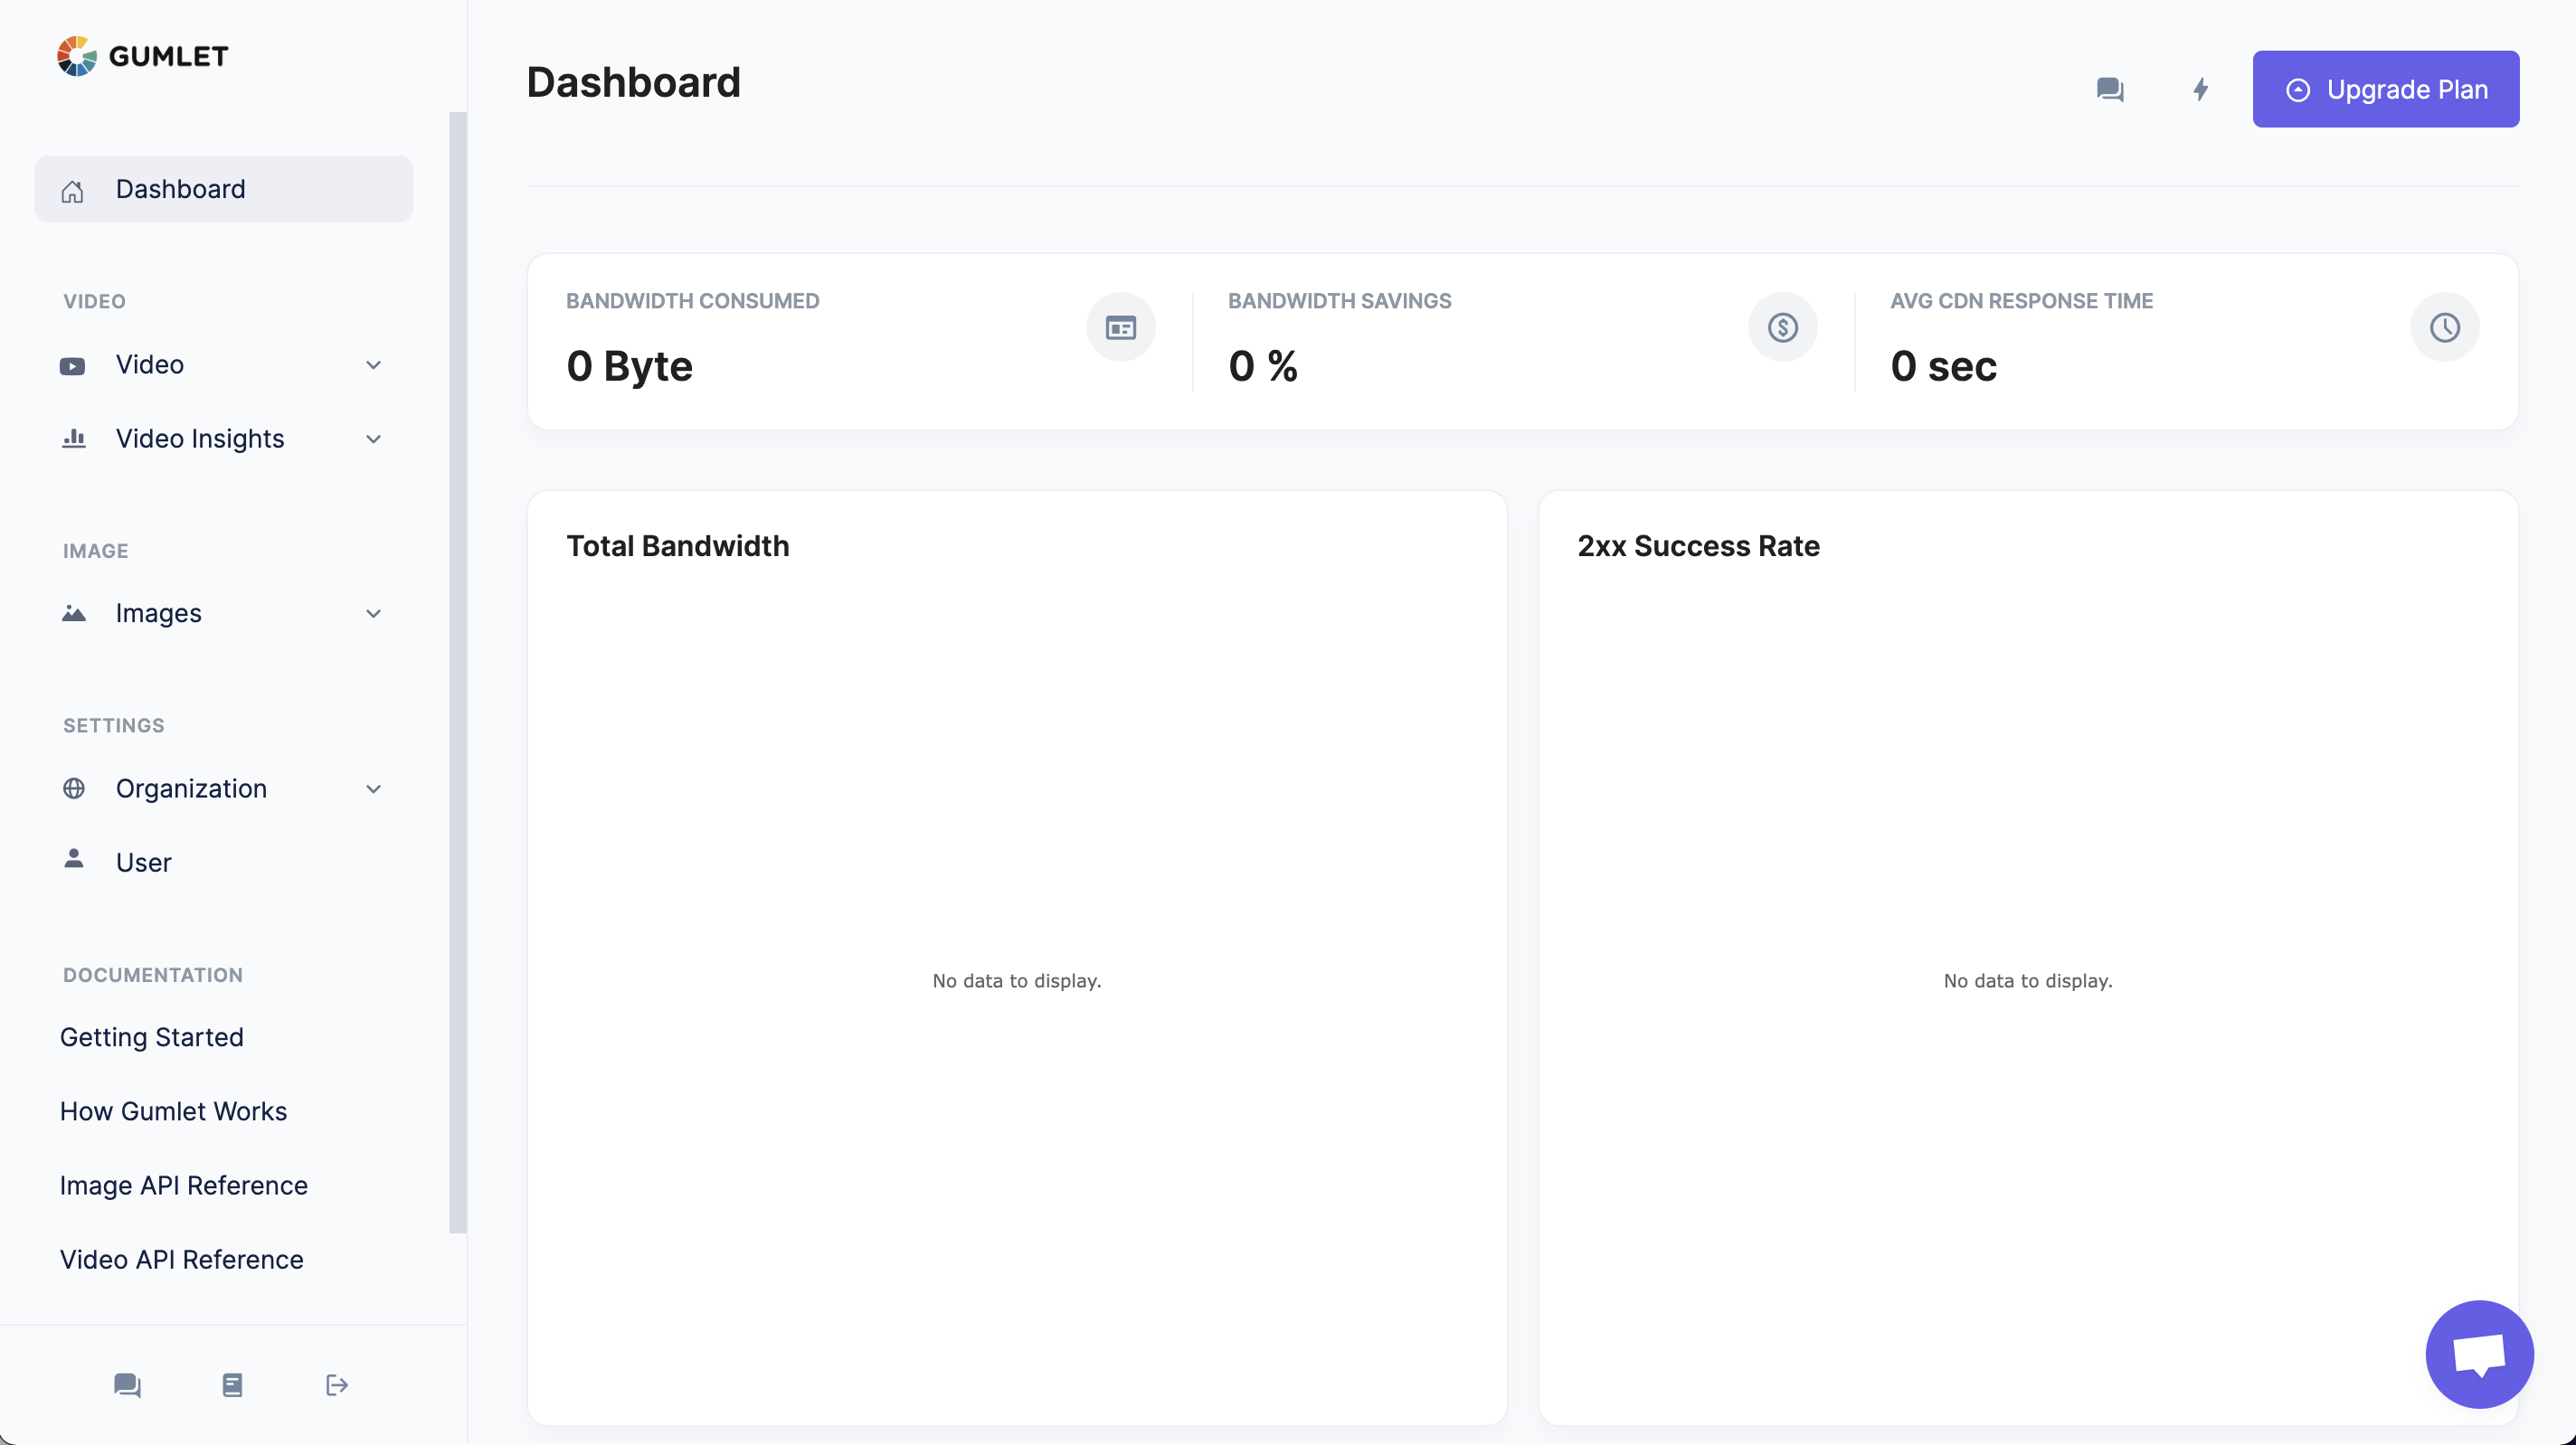 GUMLET
Dashboard
VIDEO
Video
Video Insights
IMAGE
Images
SETTINGS
Organization
User
DOCUMENTATION
Getting Started
How Gumlet Works
Image API Reference
Video API Reference
Dashboard
Upgrade Plan
BANDWIDTH CONSUMED
0 Byte
BANDWIDTH SAVINGS
0 %
AVG CDN RESPONSE TIME
0 sec
Total Bandwidth
No data to display.
2xx Success Rate
No data to display.